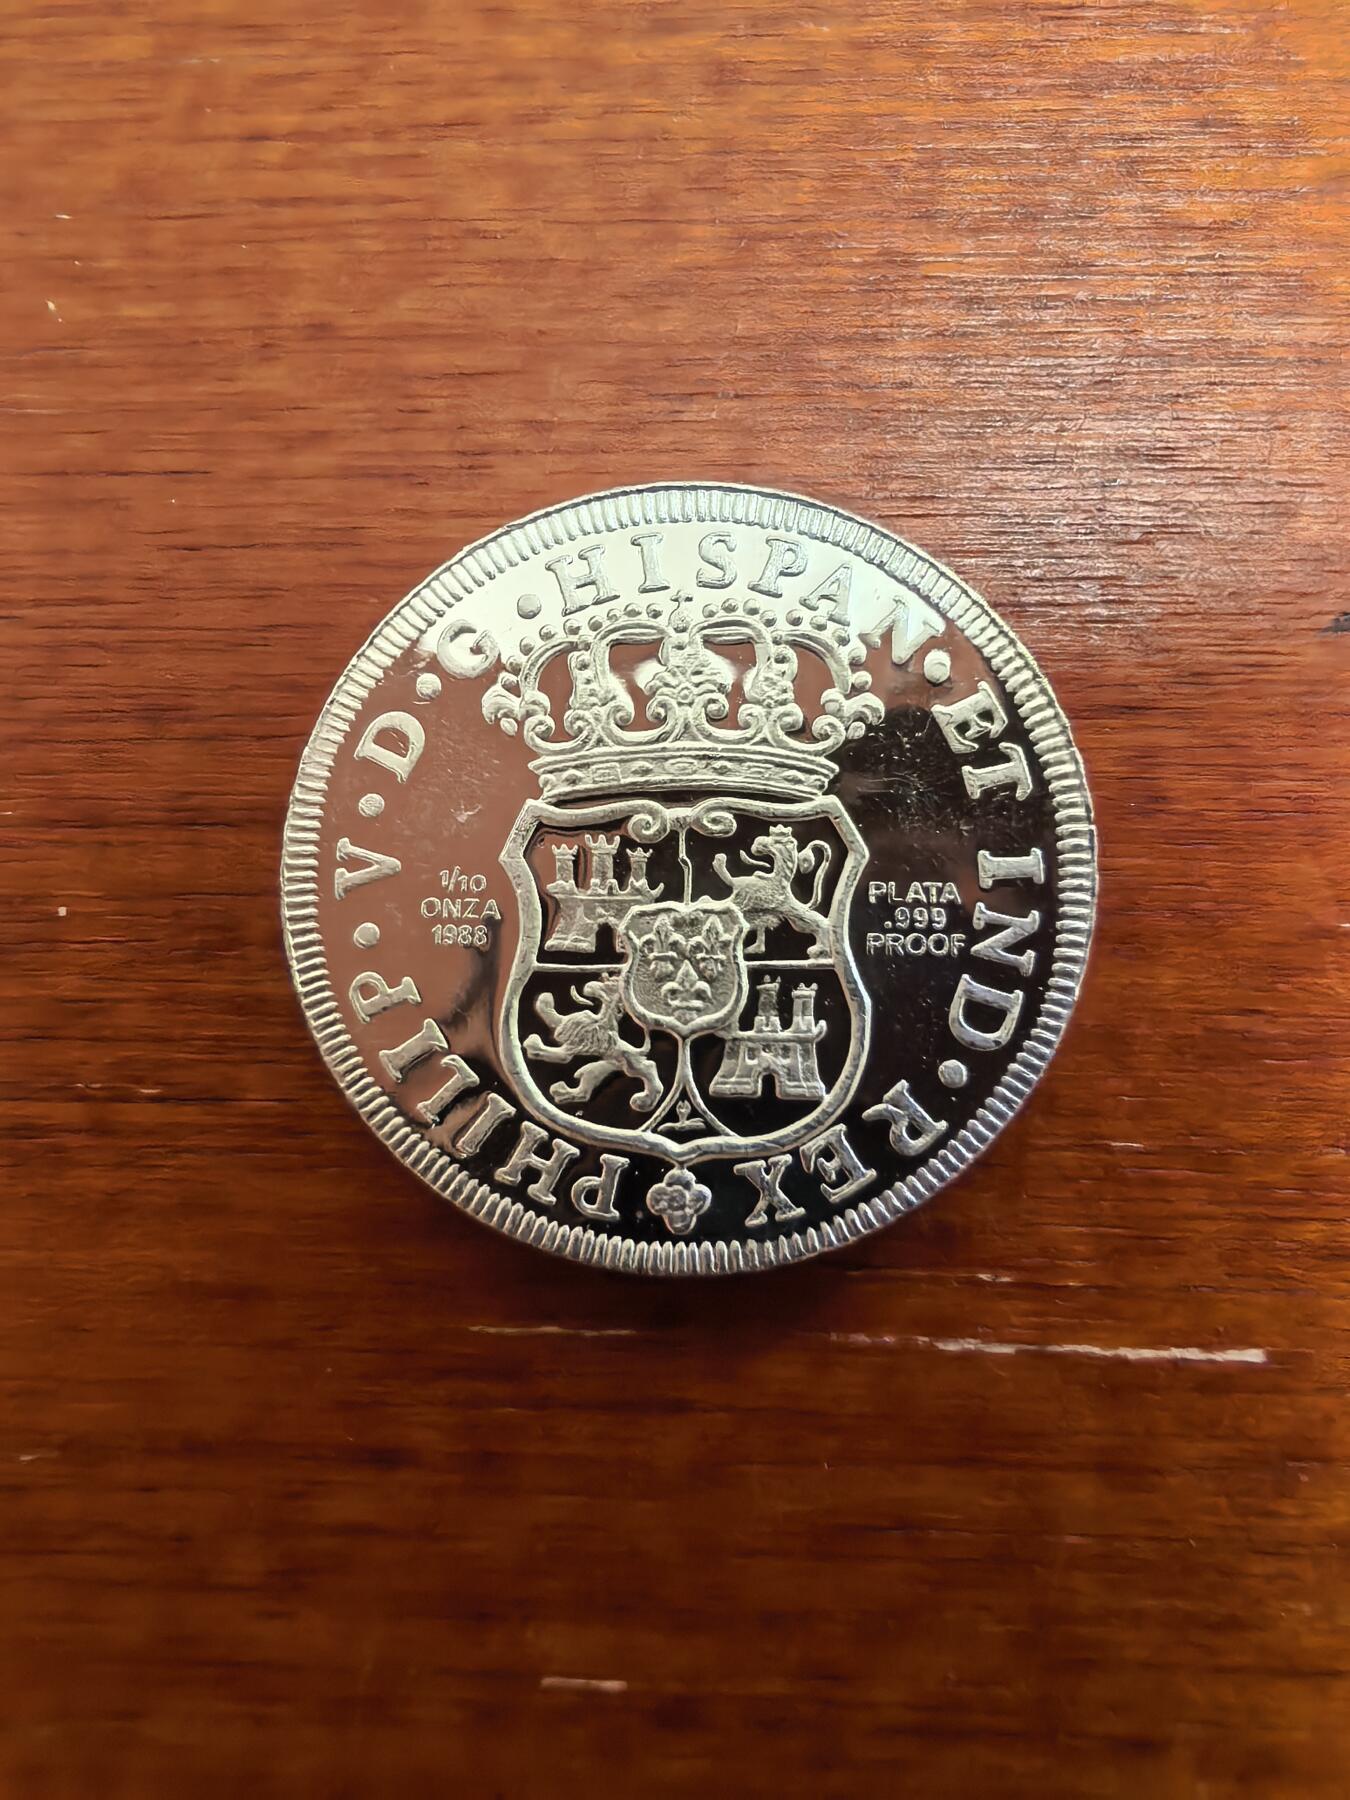 PHILIP · V · D · G · HISPAN · ET IND · REX
1/10
ONZA
1988
PLATA
.999
PROOF